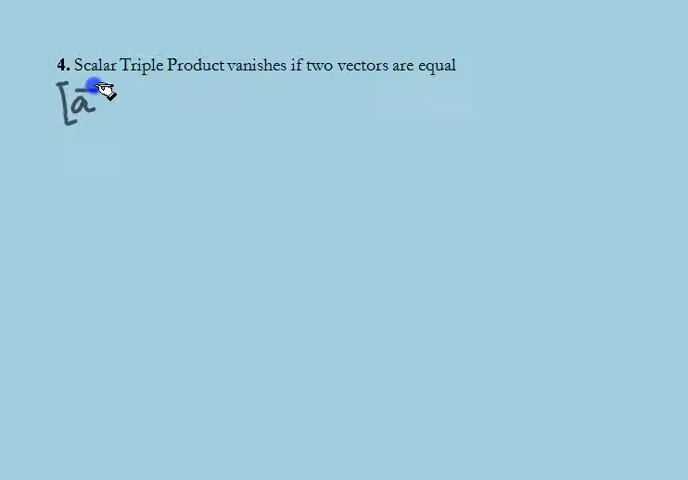 4. Scalar Triple Product vanishes if two vectors are equal
[a̅